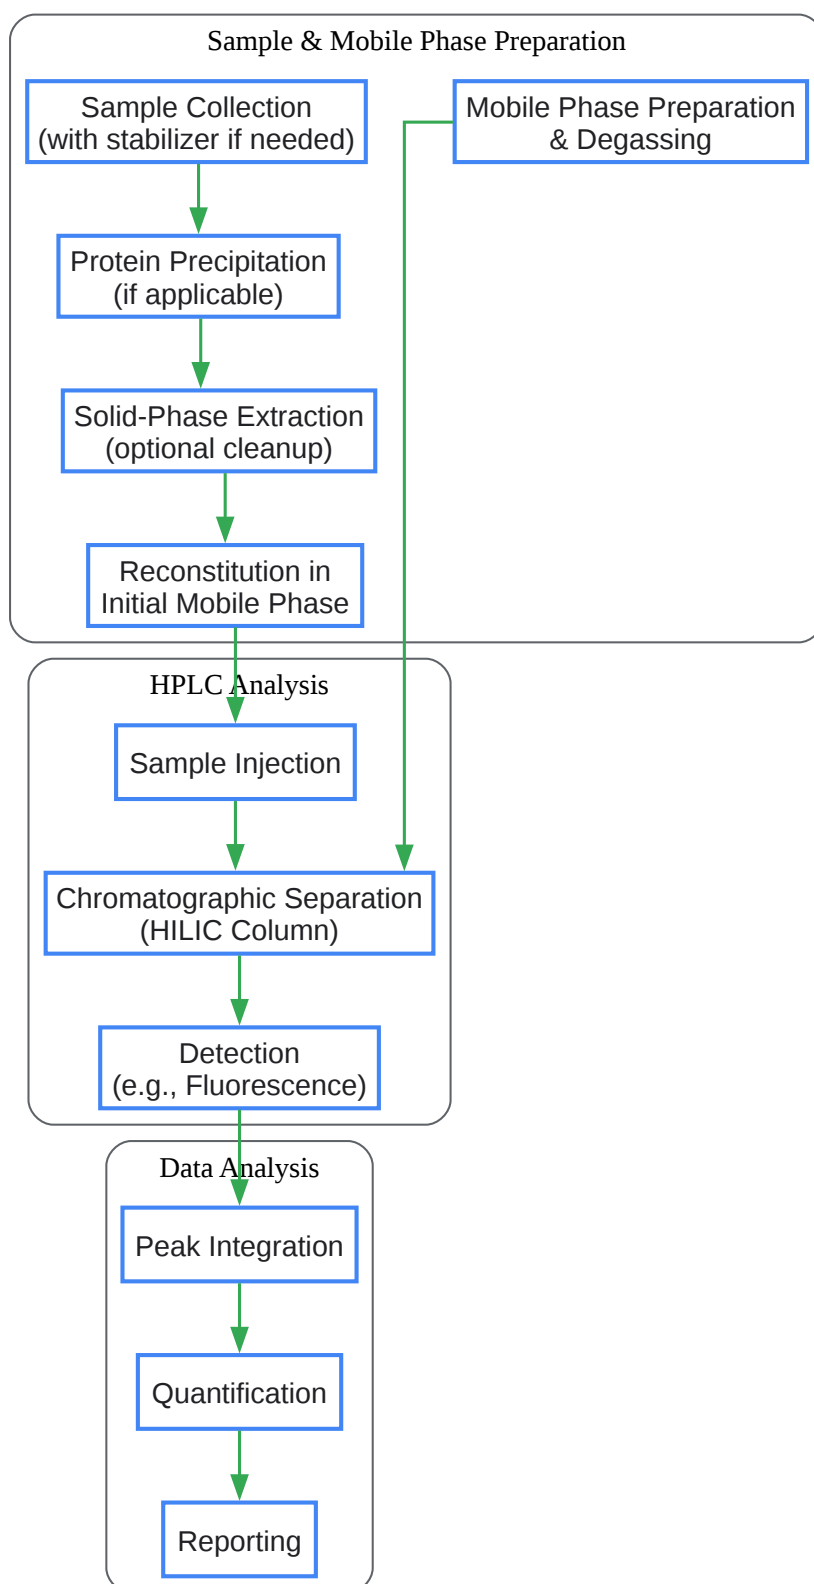 Sample & Mobile Phase Preparation
Sample Collection
(with stabilizer if needed)
Mobile Phase Preparation
& Degassing
Protein Precipitation
(if applicable)
Solid-Phase Extraction
(optional cleanup)
Reconstitution in
Initial Mobile Phase
HPLC Analysis
Sample Injection
Chromatographic Separation
(HILIC Column)
Detection
(e.g., Fluorescence)
Data Analysis
Peak Integration
Quantification
Reporting